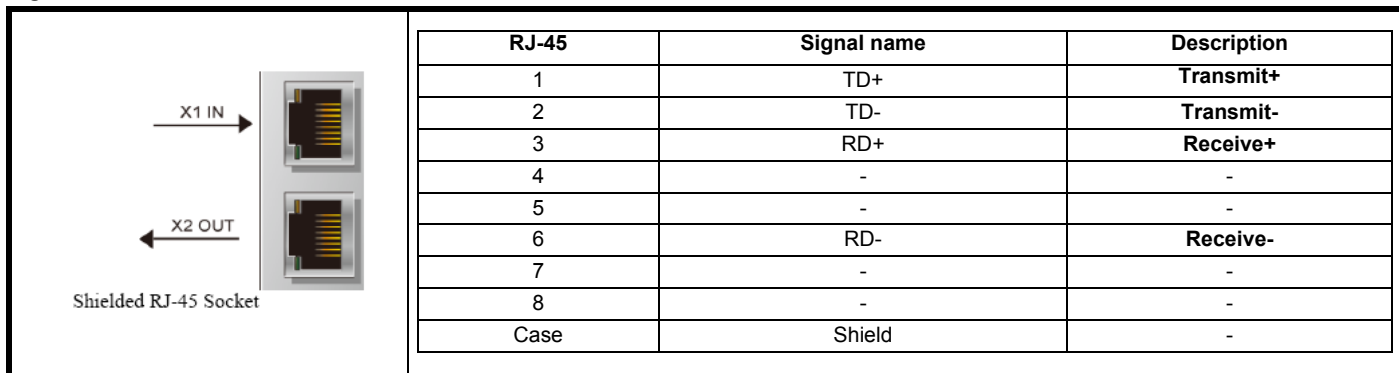 X1 IN
X2 OUT
Shielded RJ-45 Socket
RJ-45 Signal name Description
1 TD+ Transmit+
2 TD- Transmit-
3 RD+ Receive+
4 - -
5 - -
6 RD- Receive-
7 - -
8 - -
Case Shield -